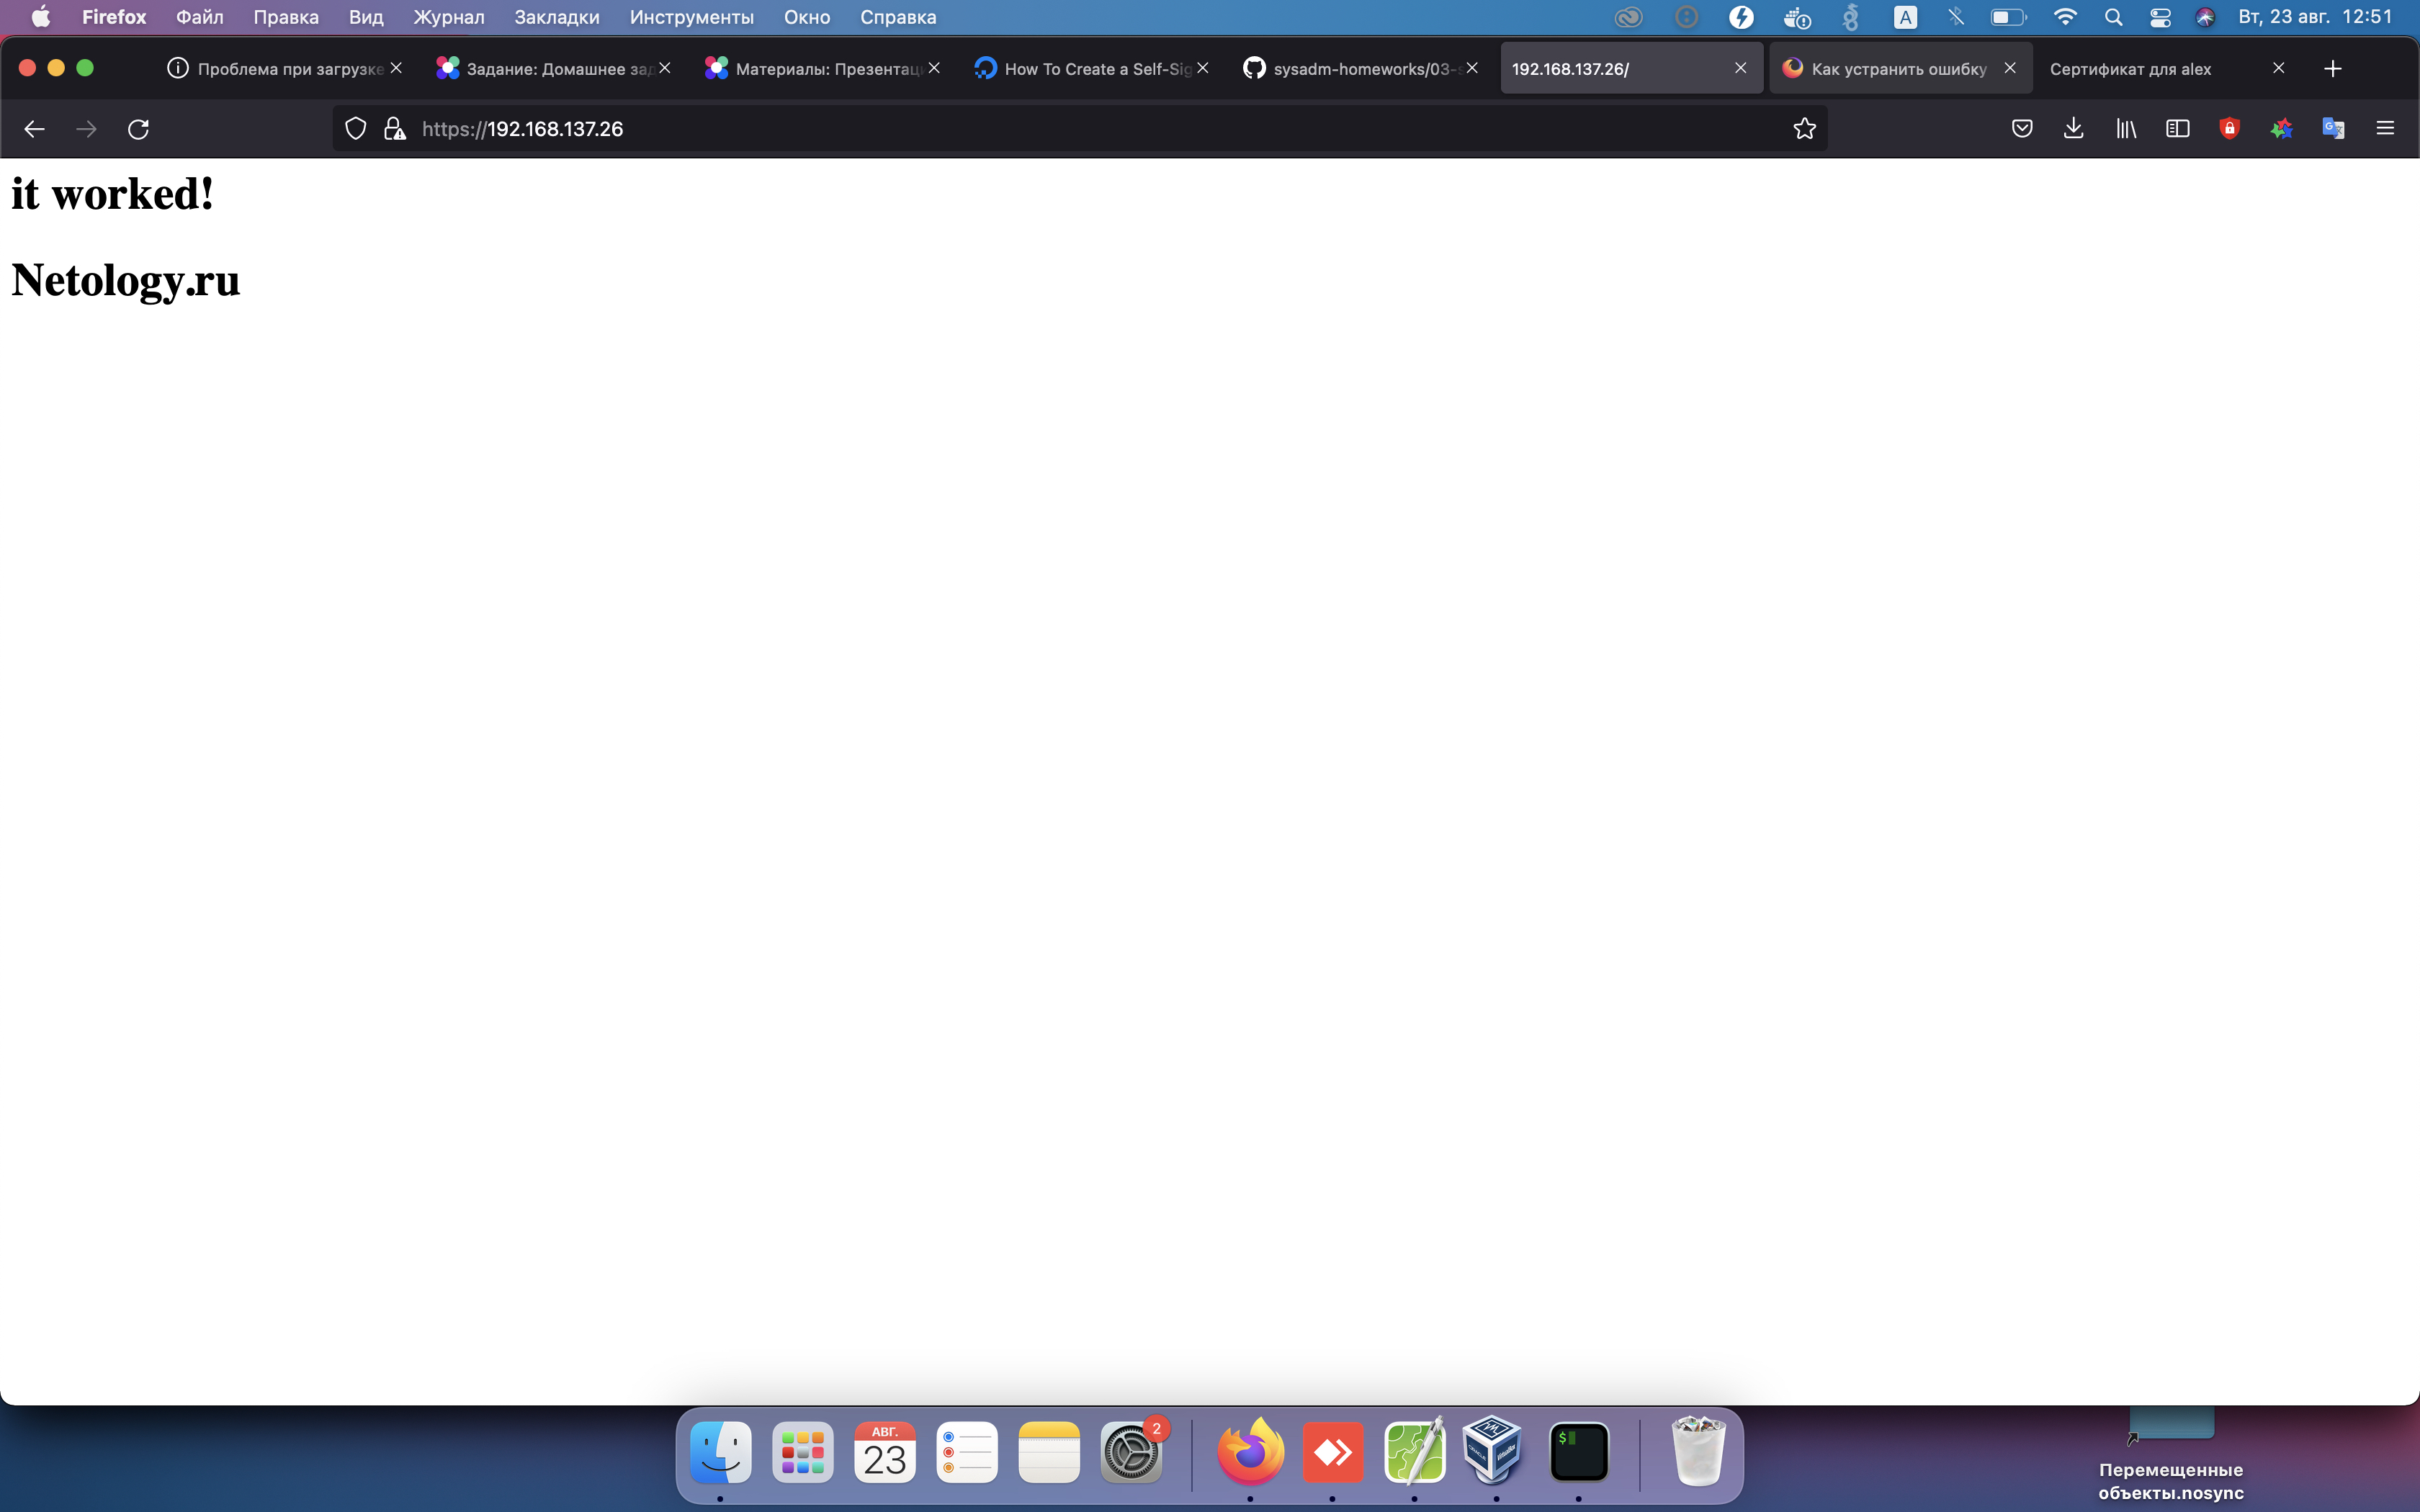 Firefox Файл Правка Вид Журнал Закладки Инструменты Окно Справка A Вт, 23 авг. 12:51
Проблема при загрузке Задание: Домашнее зад Материалы: Презентац How To Create a Self-Sig sysadm-homeworks/03-s 192.168.137.26/ Как устранить ошибку Сертификат для alex
https://192.168.137.26
it worked!
Netology.ru
АВГ.
23
2
$
Перемещенные
объекты.nosync